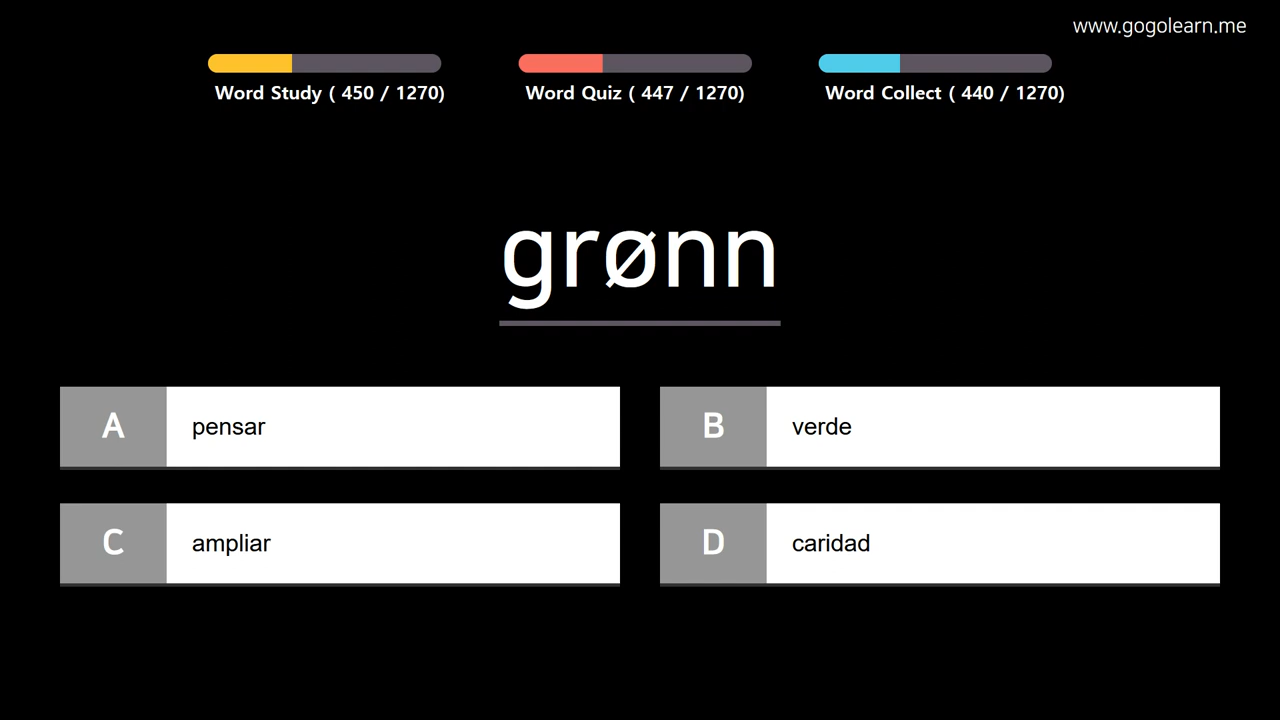 www.gogolearn.me
Word Study ( 450 / 1270)
Word Quiz ( 447 / 1270)
Word Collect ( 440 / 1270)
grønn
A
pensar
B
verde
C
ampliar
D
caridad